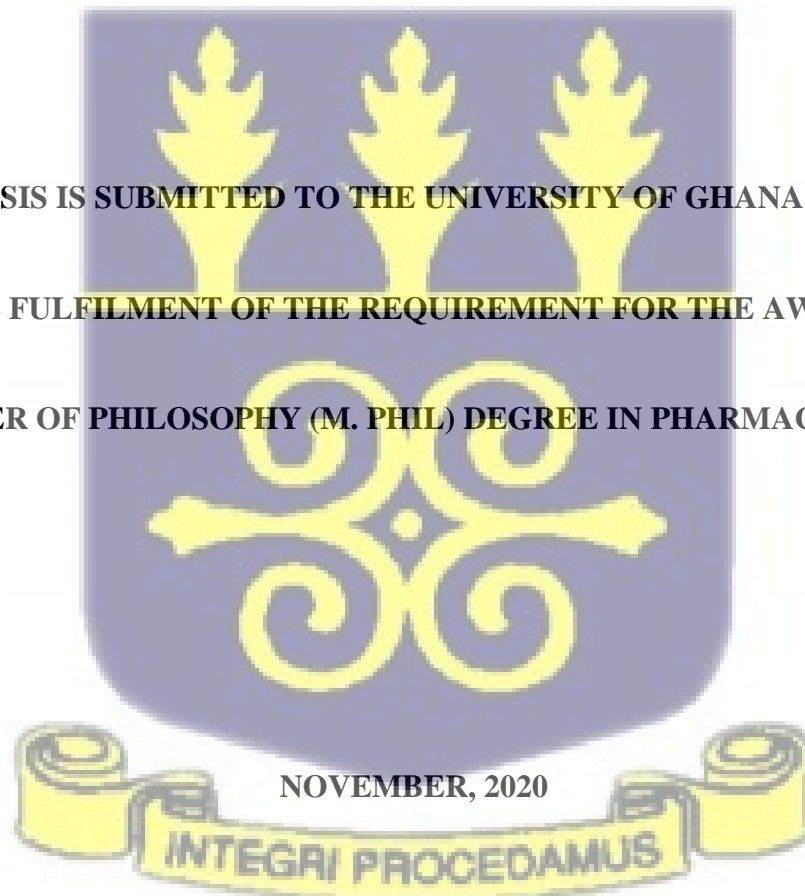 SIS IS SUBMITTED TO THE UNIVERSITY OF GHANA
FULFILMENT OF THE REQUIREMENT FOR THE AW
ER OF PHILOSOPHY (M. PHIL) DEGREE IN PHARMAC
NOVEMBER, 2020
INTEGRI PROCEDAMUS